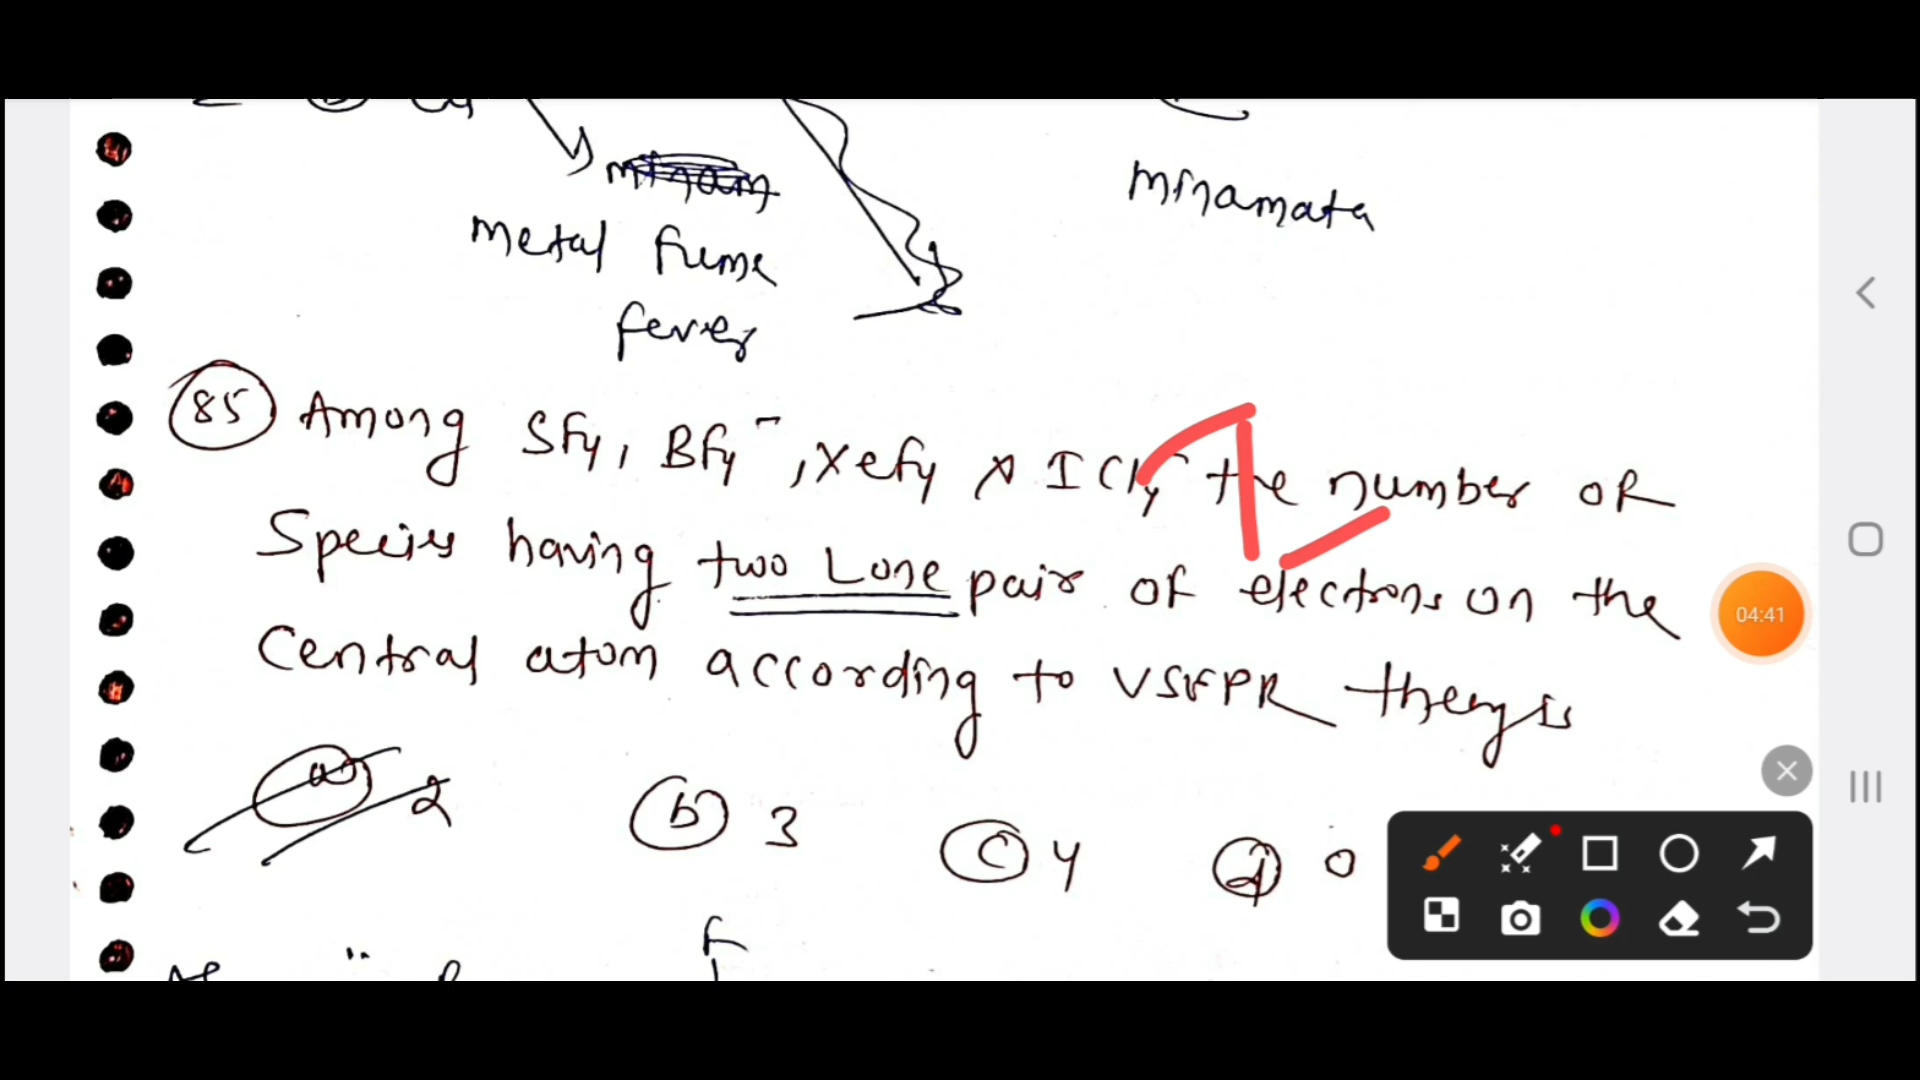 minam
minamata
metal fume
fever
85 Among SF4, BF4⁻, XeF4 & ICl4⁻ the number of
Species having two Lone pair of electrons on the
Central atom according to VSEPR theory is
(a) 2 (b) 3 (c) 4 (d) 0
F
04:41